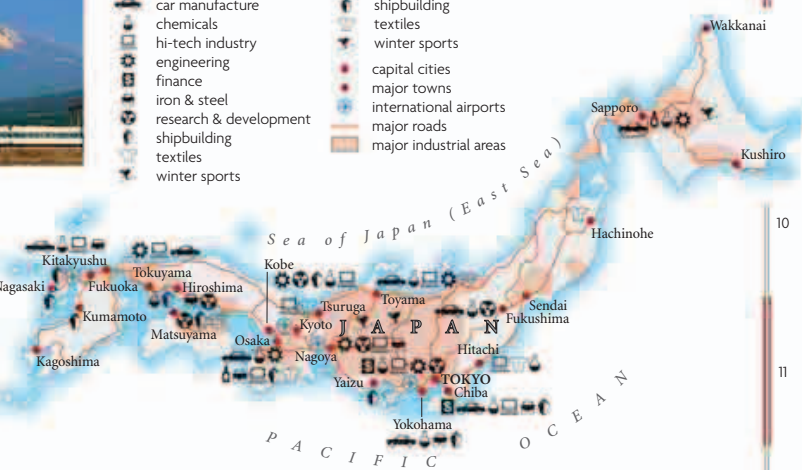 car manufacture
chemicals
hi-tech industry
engineering
finance
iron & steel
research & development
shipbuilding
textiles
winter sports
shipbuilding
textiles
winter sports
capital cities
major towns
international airports
major roads
major industrial areas
Wakkanai
Sapporo
Kushiro
Hachinohe
Sea of Japan (East Sea)
10
Kitakyushu
Nagasaki
Fukuoka
Tokuyama
Hiroshima
Kumamoto
Matsuyama
Kagoshima
Kobe
Osaka
Kyoto
Tsuruga
Toyama
JAPAN
Nagoya
Yaizu
Sendai
Fukushima
Hitachi
TOKYO
Chiba
Yokohama
11
PACIFIC OCEAN